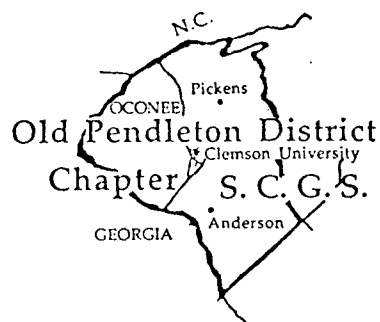 N.C.
Pickens
OCONEE
Old Pendleton District
Clemson University
Chapter S. C. G. S.
Anderson
GEORGIA